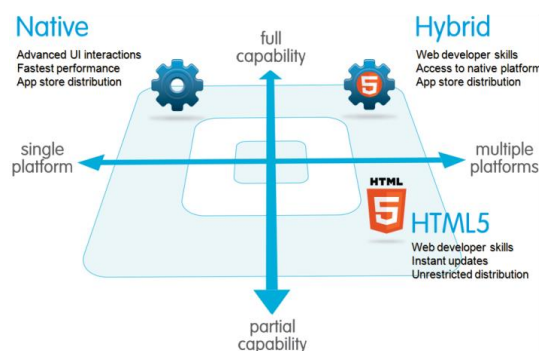 Native
Advanced UI interactions
Fastest performance
App store distribution
full
capability
Hybrid
Web developer skills
Access to native platform
App store distribution
5
single
platform
multiple
platforms
HTML
5
HTML5
Web developer skills
Instant updates
Unrestricted distribution
partial
capability